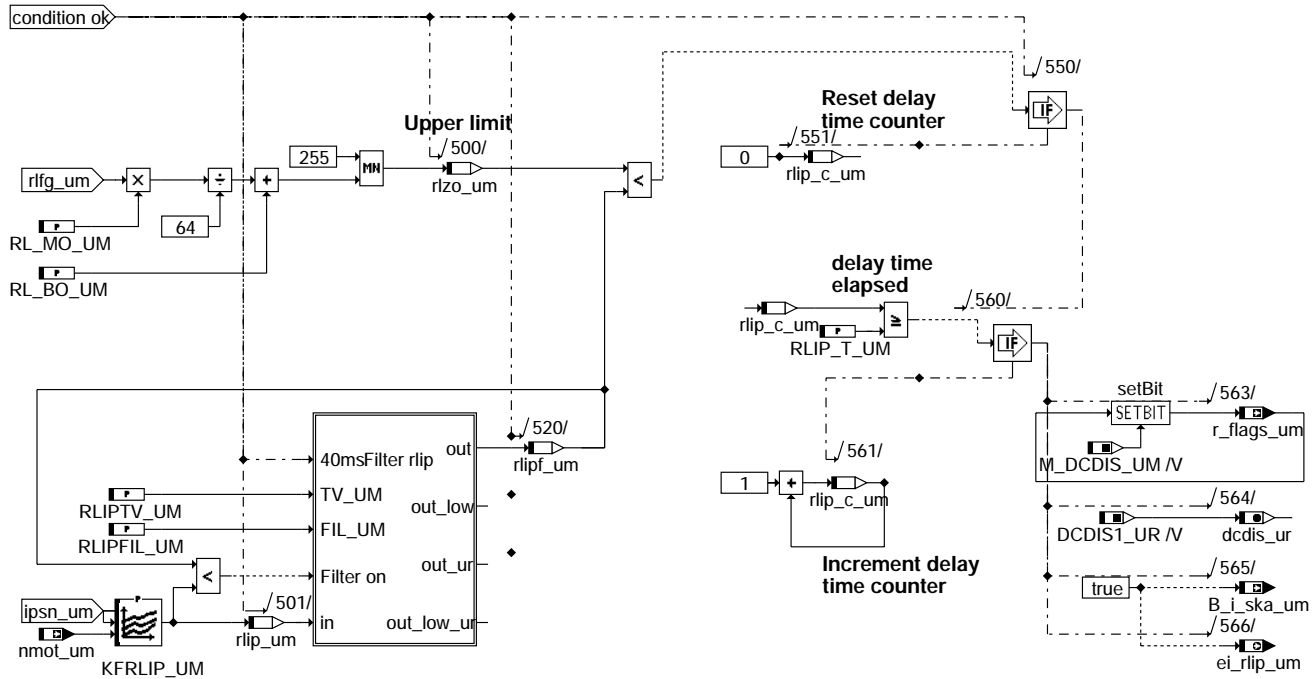 condition ok
550/
Reset delay
time counter
Upper limit
500/
551/
IF
255
MN
0
rlip_c_um
rlfg_um
×
÷
+
rlzo_um
<
64
RL_MO_UM
P
RL_BO_UM
P
delay time
elapsed
560/
rlip_c_um
≥
P
RLIP_T_UM
IF
setBit
563/
SETBIT
r_flags_um
520/
out
40msFilter rlip
rlipf_um
561/
M_DCDIS_UM /V
P
TV_UM
RLIPTV_UM
out_low
1
+
rlip_c_um
564/
P
FIL_UM
RLIPFIL_UM
DCDIS1_UR /V
dcdis_ur
out_ur
Increment delay
time counter
<
Filter on
565/
true
B_i_ska_um
ipsn_um
P
501/
in
out_low_ur
566/
nmot_um
rlip_um
KFRLIP_UM
ei_rlip_um